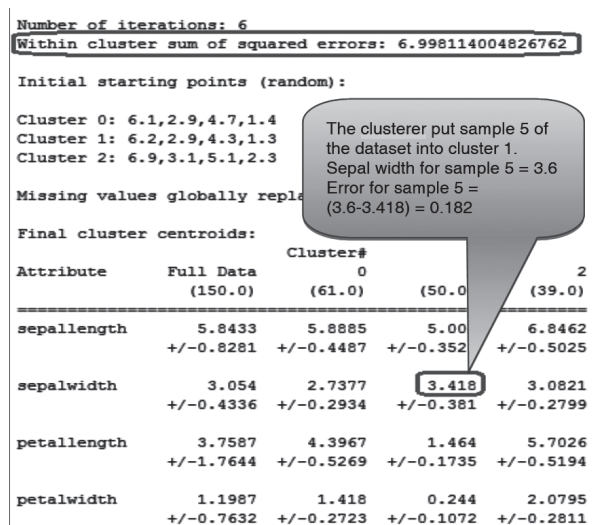 Number of iterations: 6
Within cluster sum of squared errors: 6.998114004826762
Initial starting points (random):
Cluster 0: 6.1,2.9,4.7,1.4
Cluster 1: 6.2,2.9,4.3,1.3
Cluster 2: 6.9,3.1,5.1,2.3
The clusterer put sample 5 of
the dataset into cluster 1.
Sepal width for sample 5 = 3.6
Error for sample 5 =
(3.6-3.418) = 0.182
Missing values globally
Final cluster centroids:
Cluster#
Attribute Full Data 0 2
(150.0) (61.0) (50.0 (39.0)
sepallength 5.8433 5.8885 5.00 6.8462
+/-0.8281 +/-0.4487 +/-0.352 +/-0.5025
sepalwidth 3.054 2.7377 3.418 3.0821
+/-0.4336 +/-0.2934 +/-0.381 +/-0.2799
petallength 3.7587 4.3967 1.464 5.7026
+/-1.7644 +/-0.5269 +/-0.1735 +/-0.5194
petalwidth 1.1987 1.418 0.244 2.0795
+/-0.7632 +/-0.2723 +/-0.1072 +/-0.2811